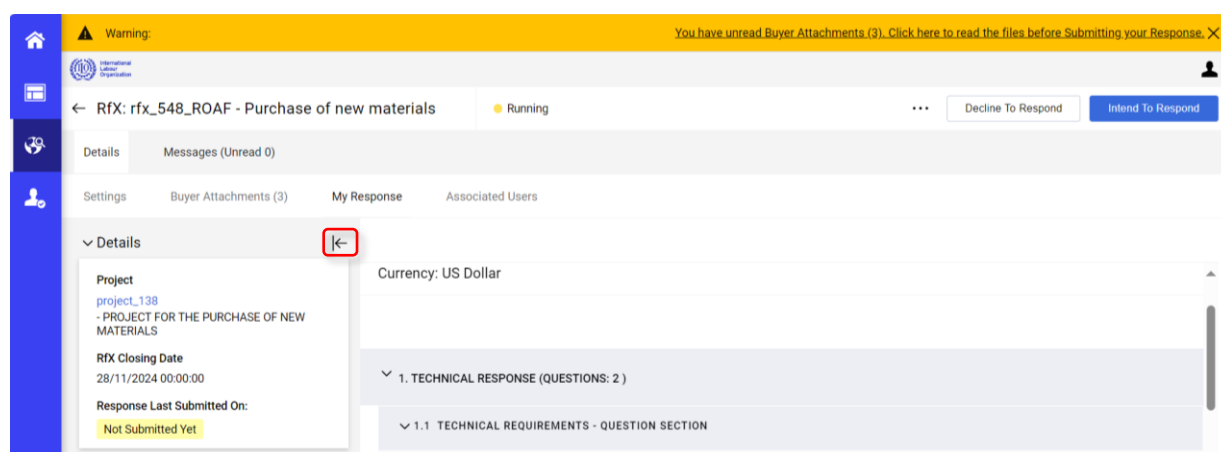 Warning:
You have unread Buyer Attachments (3). Click here to read the files before Submitting your Response.
International
Labour
Organization
RfX: rfx_548_ROAF - Purchase of new materials
Running
Decline To Respond
Intend To Respond
Details
Messages (Unread 0)
Settings
Buyer Attachments (3)
My Response
Associated Users
Details
Project
project_138
- PROJECT FOR THE PURCHASE OF NEW
MATERIALS
RfX Closing Date
28/11/2024 00:00:00
Response Last Submitted On:
Not Submitted Yet
Currency: US Dollar
1. TECHNICAL RESPONSE (QUESTIONS: 2 )
1.1 TECHNICAL REQUIREMENTS - QUESTION SECTION